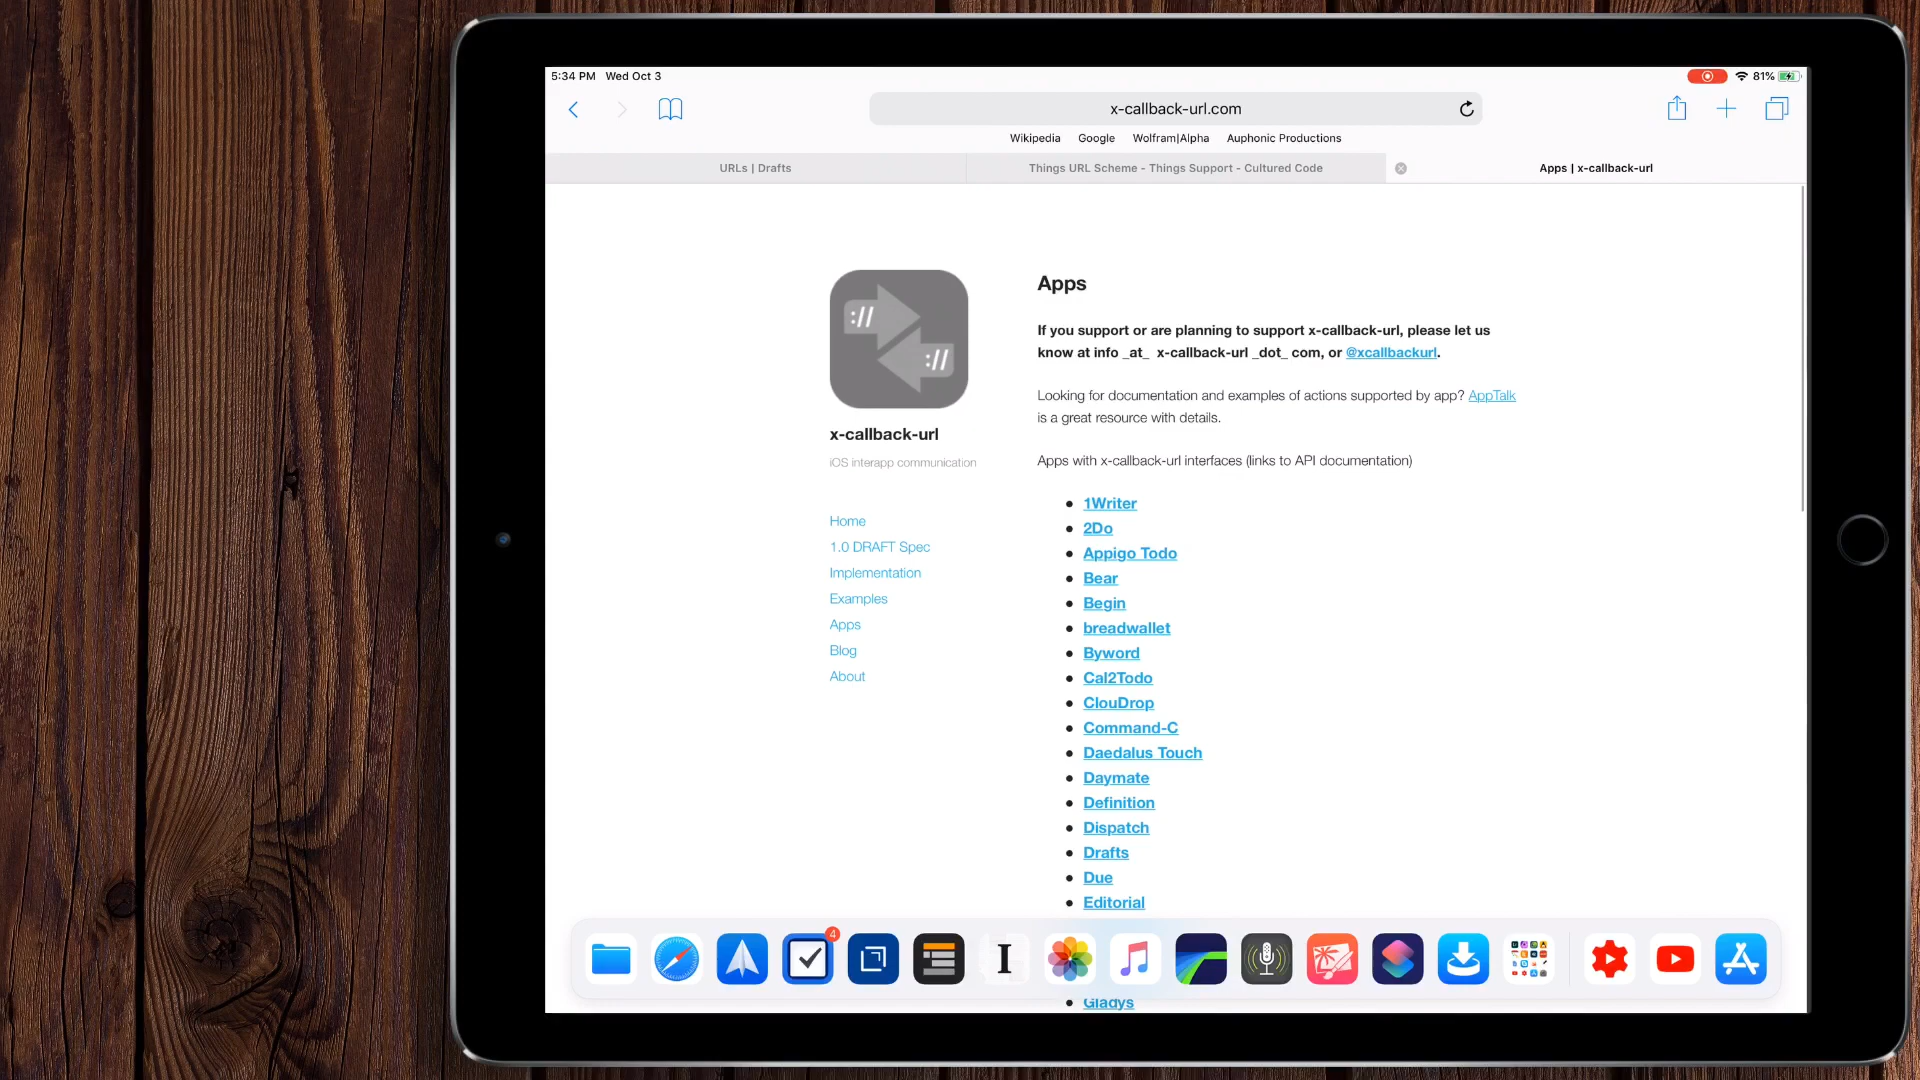 5:34 PM Wed Oct 3
81%
x-callback-url.com
Wikipedia Google Wolfram|Alpha Auphonic Productions
URLs | Drafts
Things URL Scheme - Things Support - Cultured Code
Apps | x-callback-url
://
://
x-callback-url
iOS interapp communication
Home
1.0 DRAFT Spec
Implementation
Examples
Apps
Blog
About
Apps
If you support or are planning to support x-callback-url, please let us
know at info _at_ x-callback-url _dot_ com, or @xcallbackurl.
Looking for documentation and examples of actions supported by app? AppTalk
is a great resource with details.
Apps with x-callback-url interfaces (links to API documentation)
1Writer
2Do
Appigo Todo
Bear
Begin
breadwallet
Byword
Cal2Todo
ClouDrop
Command-C
Daedalus Touch
Daymate
Definition
Dispatch
Drafts
Due
Editorial
4
I
Gladys